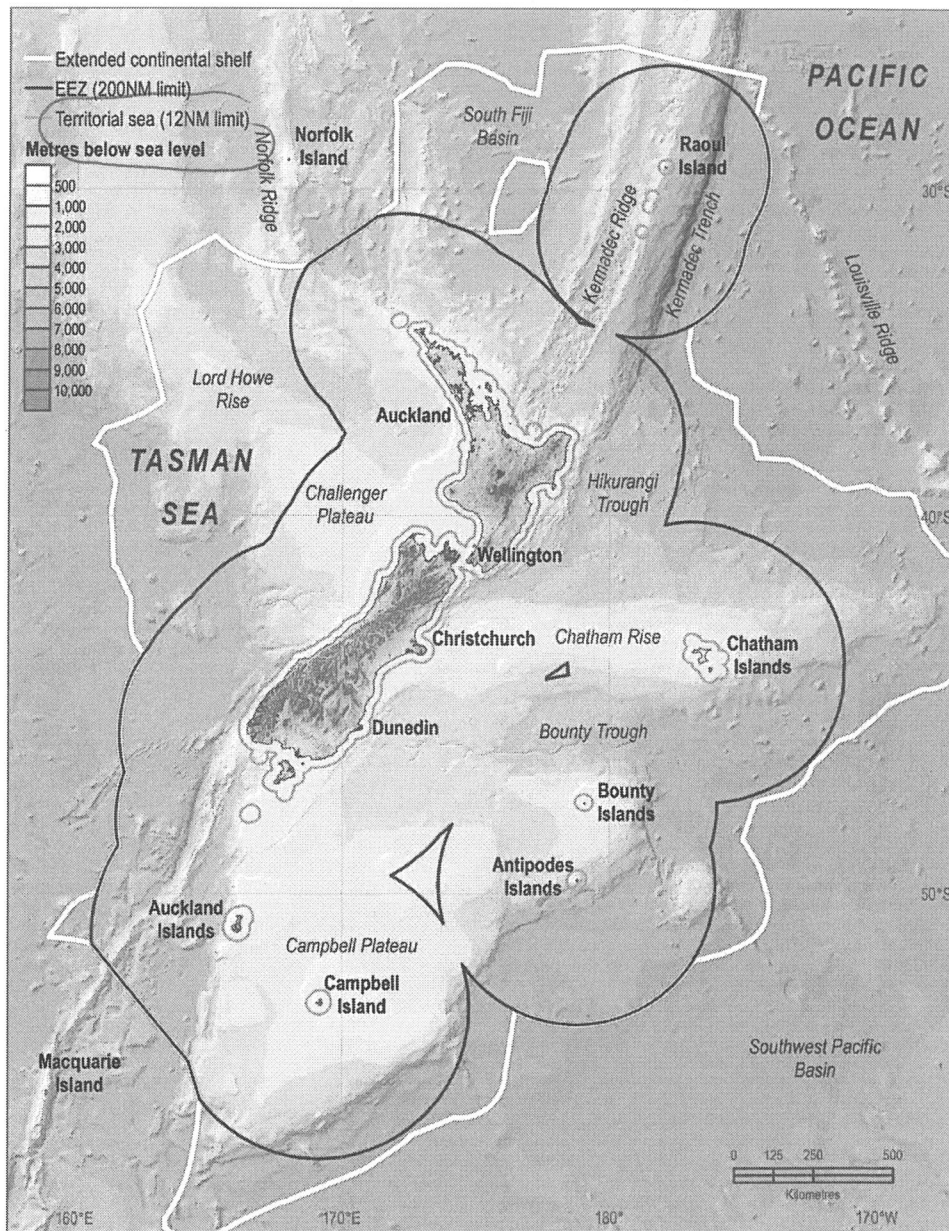 Extended continental shelf
EEZ (200NM limit)
Territorial sea (12NM limit)
Metres below sea level
500
1,000
2,000
3,000
4,000
5,000
6,000
7,000
8,000
9,000
10,000
PACIFIC
OCEAN
South Fiji
Basin
Norfolk
Island
Norfolk Ridge
Raoul
Island
30°S
Kermadec Ridge
Kermadec Trench
Louisville Ridge
Lord Howe
Rise
Auckland
TASMAN
SEA
Challenger
Plateau
Hikurangi
Trough
40°S
Wellington
Christchurch
Chatham Rise
Chatham
Islands
Dunedin
Bounty Trough
Bounty
Islands
Antipodes
Islands
50°S
Auckland
Islands
Campbell Plateau
Campbell
Island
Macquarie
Island
Southwest Pacific
Basin
0 125 250 500
Kilometres
160°E
170°E
180°
170°W